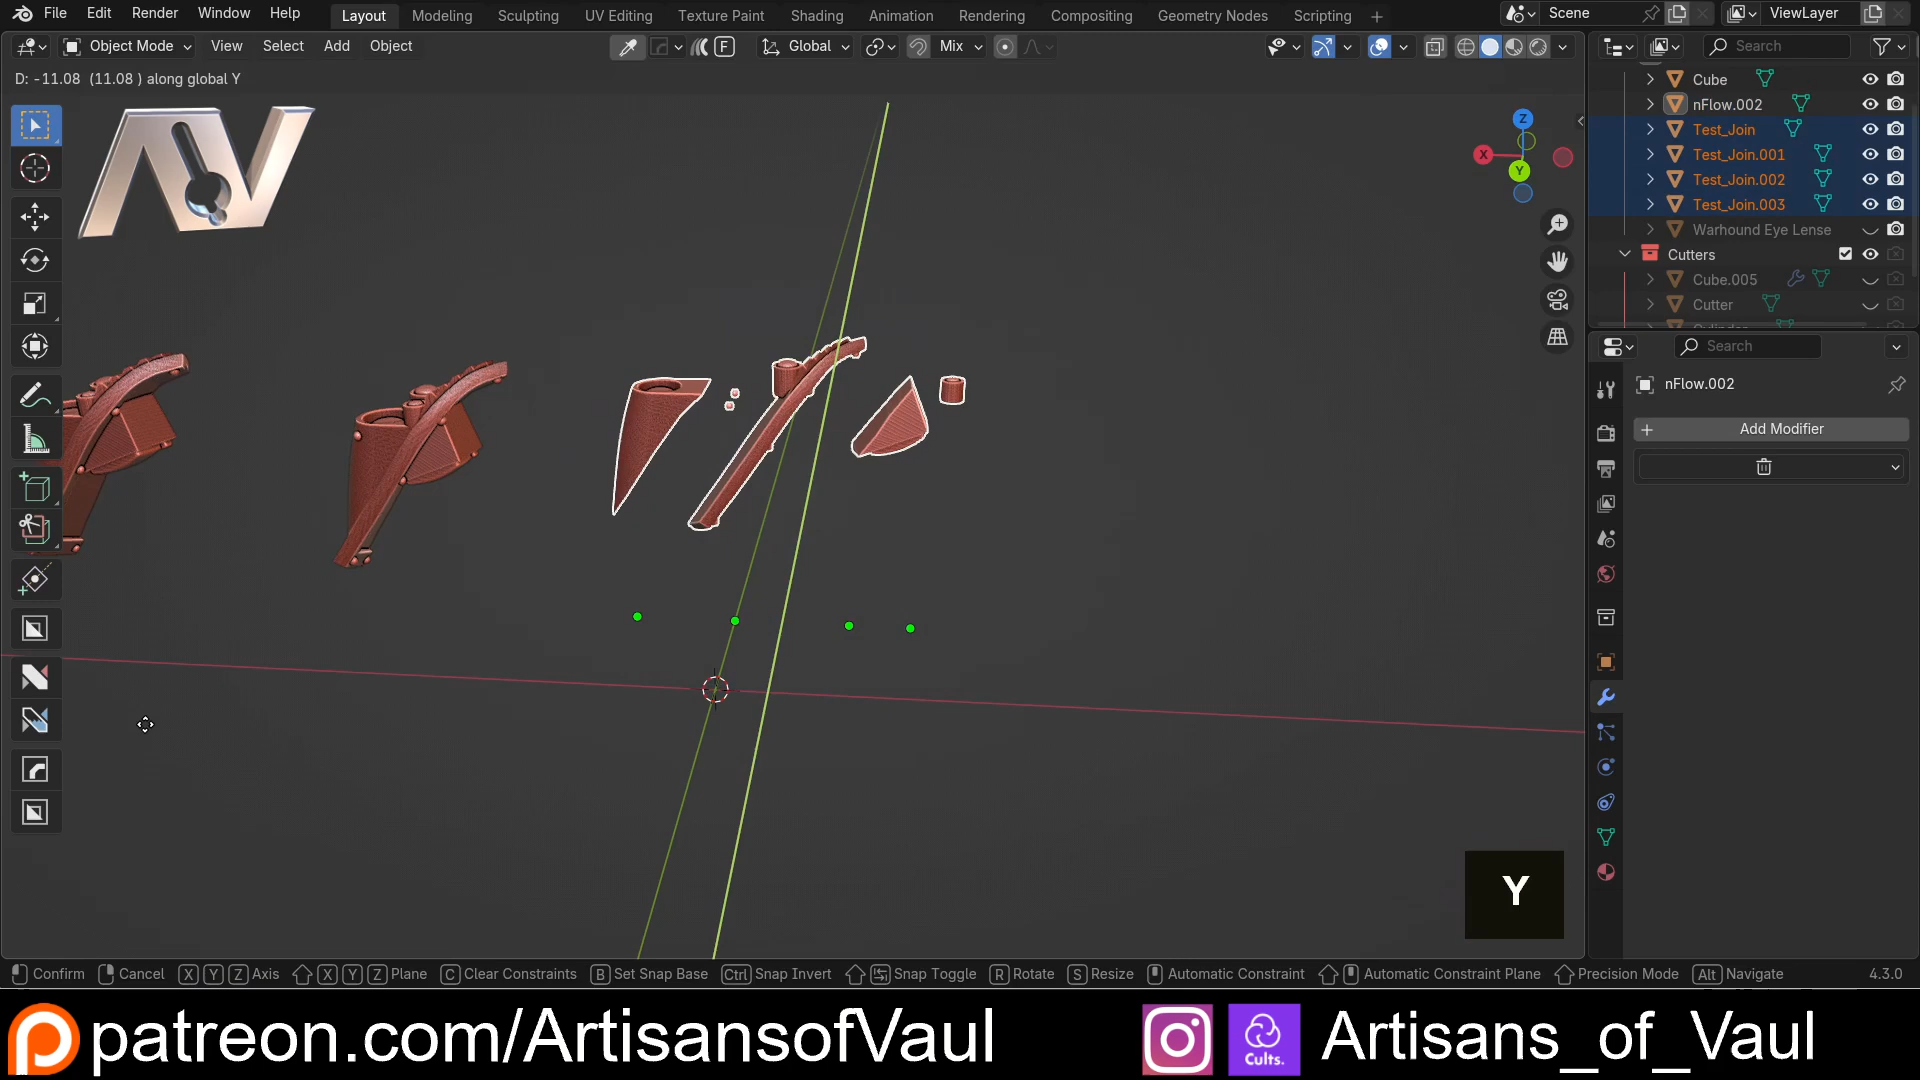 File Edit Render Window Help Layout Modeling Sculpting UV Editing Texture Paint Shading Animation Rendering Compositing Geometry Nodes Scripting Scene ViewLayer
Object Mode View Select Add Object F Global Mix Search
D: -11.08 (11.08 ) along global Y
AV
Z
X
Y
Cube
nFlow.002
Test_Join
Test_Join.001
Test_Join.002
Test_Join.003
Warhound Eye Lense
Cutters
Cube.005
Cutter
Search
nFlow.002
Add Modifier
Y
Confirm Cancel X Y Z Axis X Y Z Plane C Clear Constraints B Set Snap Base Ctrl Snap Invert Snap Toggle R Rotate S Resize Automatic Constraint Automatic Constraint Plane Precision Mode Alt Navigate 4.3.0
patreon.com/ArtisansofVaul Cults. Artisans_of_Vaul